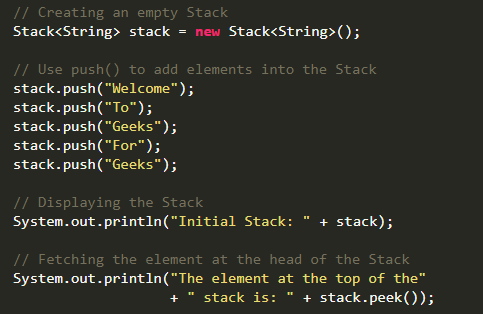 // Creating an empty Stack
Stack<String> stack = new Stack<String>();
// Use push() to add elements into the Stack
stack.push("Welcome");
stack.push("To");
stack.push("Geeks");
stack.push("For");
stack.push("Geeks");
// Displaying the Stack
System.out.println("Initial Stack: " + stack);
// Fetching the element at the head of the Stack
System.out.println("The element at the top of the"
+ " stack is: " + stack.peek());